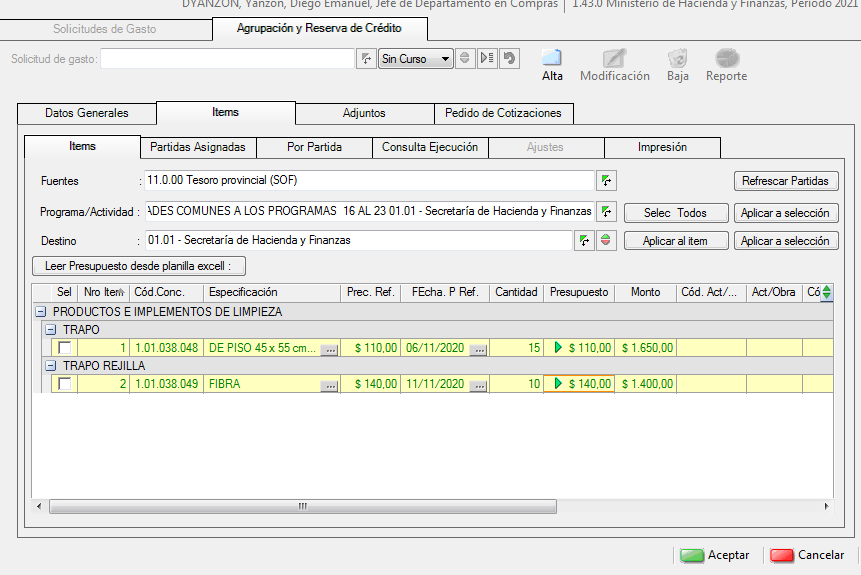 DYANZON, Yanzon, Diego Emanuel, Jefe de Departamento en Compras | 1.43.0 Ministerio de Hacienda y Finanzas, Periodo 2021
Solicitudes de Gasto Agrupación y Reserva de Crédito
Solicitud de gasto: Sin Curso
Alta Modificación Baja Reporte
Datos Generales Items Adjuntos Pedido de Cotizaciones
Items Partidas Asignadas Por Partida Consulta Ejecución Ajustes Impresión
Fuentes : 11.0.00 Tesoro provincial (SOF) Refrescar Partidas
Programa/Actividad : ADES COMUNES A LOS PROGRAMAS 16 AL 23 01.01 - Secretaría de Hacienda y Finanzas Selec Todos Aplicar a selección
Destino : 01.01 - Secretaría de Hacienda y Finanzas Aplicar al item Aplicar a selección
Leer Presupuesto desde planilla excell :
Sel Nro Item Cód.Conc. Especificación Prec. Ref. FEcha. P Ref. Cantidad Presupuesto Monto Cód. Act/... Act/Obra Có
PRODUCTOS E IMPLEMENTOS DE LIMPIEZA
TRAPO
1 1.01.038.048 DE PISO 45 x 55 cm... ... $ 110,00 06/11/2020 ... 15 $ 110,00 $ 1.650,00
TRAPO REJILLA
2 1.01.038.049 FIBRA ... $ 140,00 11/11/2020 ... 10 $ 140,00 $ 1.400,00
Aceptar Cancelar